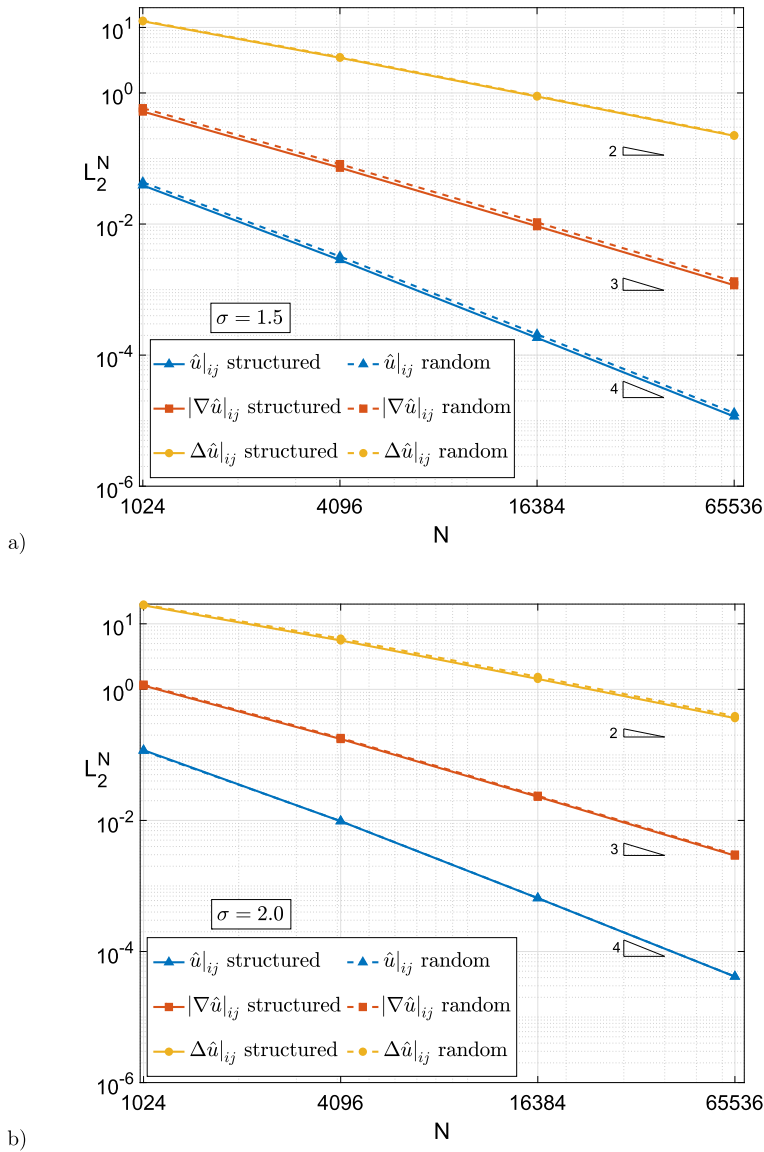 10^1
10^0
L_2^N
10^-2
10^-4
10^-6
2
3
4
σ = 1.5
û|_ij structured û|_ij random
|∇û|_ij structured |∇û|_ij random
Δû|_ij structured Δû|_ij random
1024 4096 16384 65536
N
a)
10^1
10^0
L_2^N
10^-2
10^-4
10^-6
2
3
4
σ = 2.0
û|_ij structured û|_ij random
|∇û|_ij structured |∇û|_ij random
Δû|_ij structured Δû|_ij random
1024 4096 16384 65536
N
b)